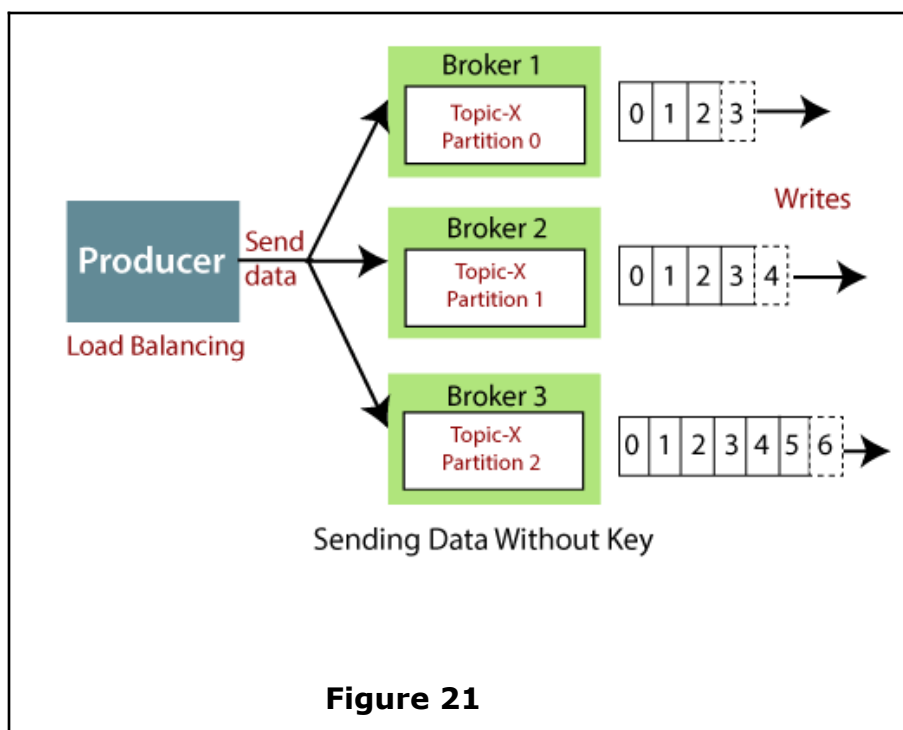 Broker 1
Topic-X
Partition 0
0 1 2 3
Writes
Producer
Send
data
Load Balancing
Broker 2
Topic-X
Partition 1
0 1 2 3 4
Broker 3
Topic-X
Partition 2
0 1 2 3 4 5 6
Sending Data Without Key
Figure 21